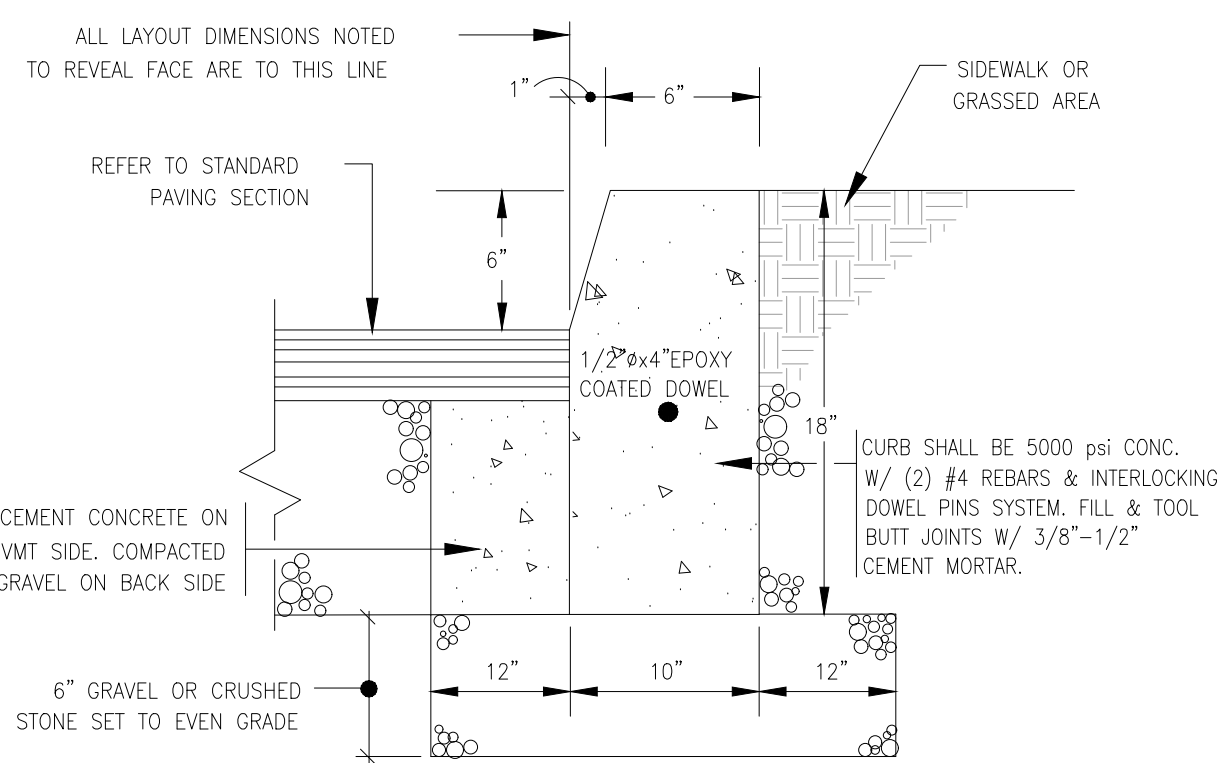 ALL LAYOUT DIMENSIONS NOTED
TO REVEAL FACE ARE TO THIS LINE
1”
6”
SIDEWALK OR
GRASSED AREA
REFER TO STANDARD
PAVING SECTION
6”
1/2”øx4”EPOXY
COATED DOWEL
18”
CURB SHALL BE 5000 psi CONC.
W/ (2) #4 REBARS & INTERLOCKING
DOWEL PINS SYSTEM. FILL & TOOL
BUTT JOINTS W/ 3/8”-1/2”
CEMENT MORTAR.
CEMENT CONCRETE ON
VMT SIDE. COMPACTED
GRAVEL ON BACK SIDE
12”
10”
12”
6” GRAVEL OR CRUSHED
STONE SET TO EVEN GRADE